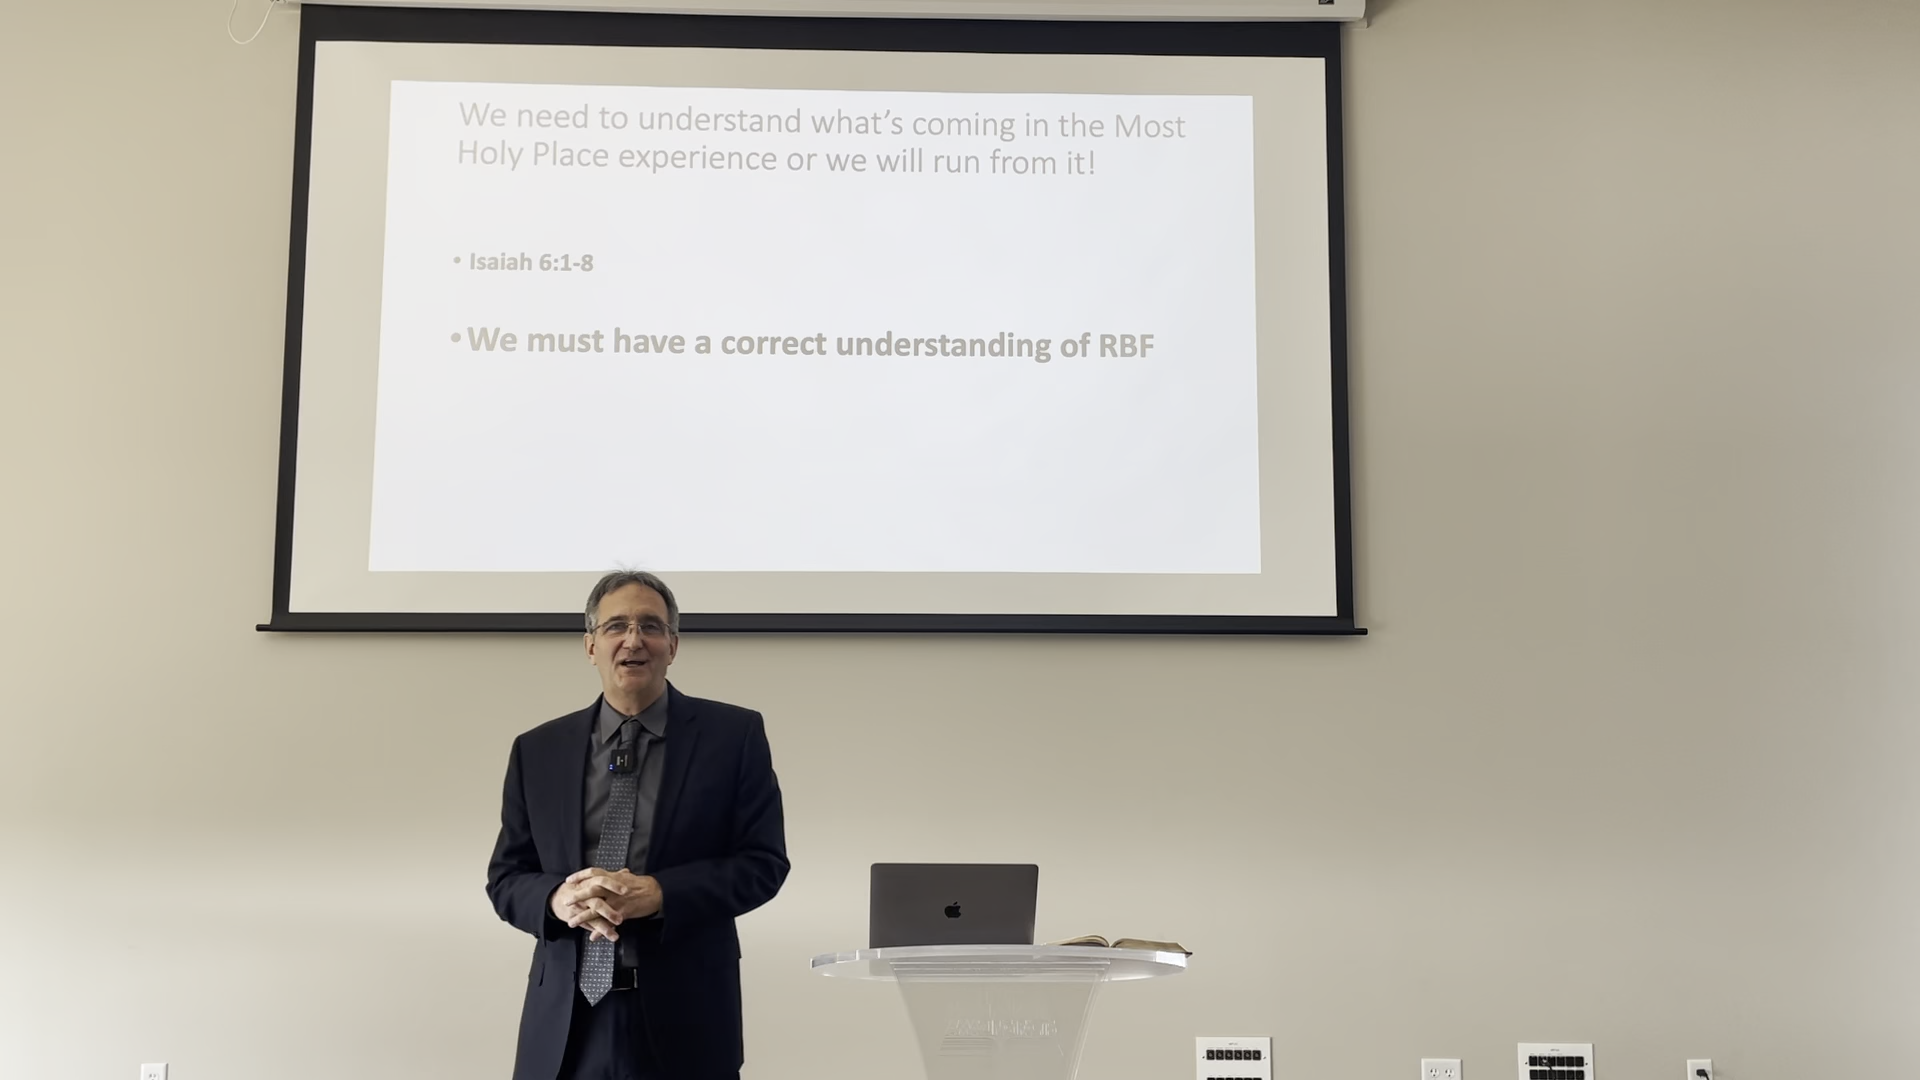 We need to understand what's coming in the Most
Holy Place experience or we will run from it!
• Isaiah 6:1-8
• We must have a correct understanding of RBF